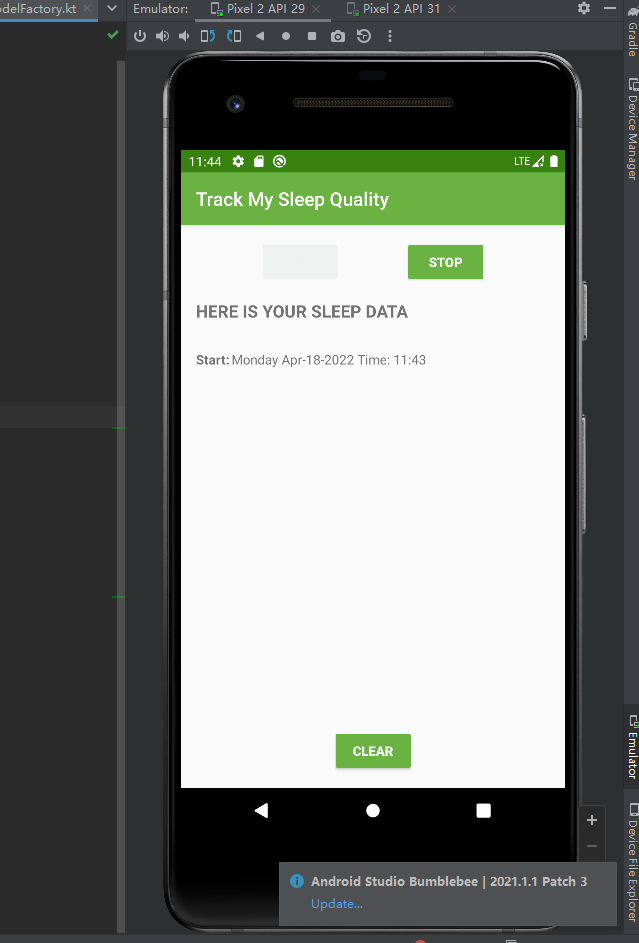 odelFactory.kt
Emulator: Pixel 2 API 29 Pixel 2 API 31
Gradle
Device Manager
11:44 LTE
Track My Sleep Quality
STOP
HERE IS YOUR SLEEP DATA
Start: Monday Apr-18-2022 Time: 11:43
CLEAR
Emulator
Device File Explorer
Android Studio Bumblebee | 2021.1.1 Patch 3
Update...